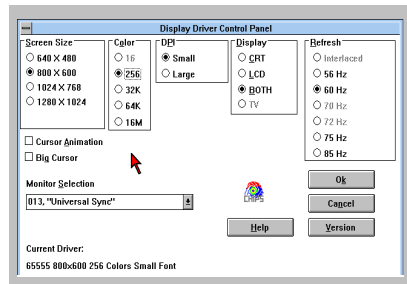 Display Driver Control Panel
Screen Size
640 X 480
800 X 600
1024 X 768
1280 X 1024
Color
16
256
32K
64K
16M
DPI
Small
Large
Display
CRT
LCD
BOTH
TV
Refresh
Interlaced
56 Hz
60 Hz
70 Hz
72 Hz
75 Hz
85 Hz
Cursor Animation
Big Cursor
Monitor Selection
013, "Universal Sync"
CHIPS
Ok
Cancel
Help
Version
Current Driver:
65555 800x600 256 Colors Small Font